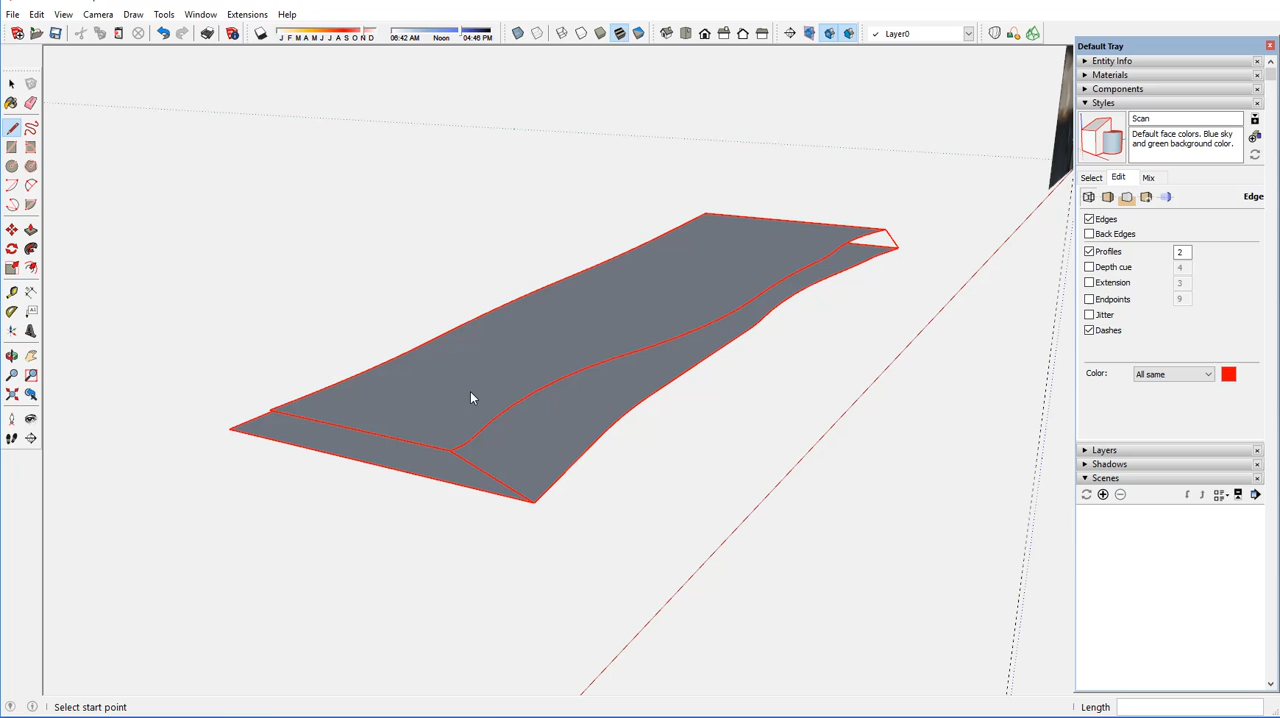 File Edit View Camera Draw Tools Window Extensions Help
J F M A M J J A S O N D
06:42 AM Noon 04:46 PM
Layer0
Default Tray
Entity Info
Materials
Components
Styles
Scan
Default face colors. Blue sky
and green background color.
Select Edit Mix
Edge
Edges
Back Edges
Profiles 2
Depth cue 4
Extension 3
Endpoints 9
Jitter
Dashes
Color: All same
Layers
Shadows
Scenes
Select start point
Length